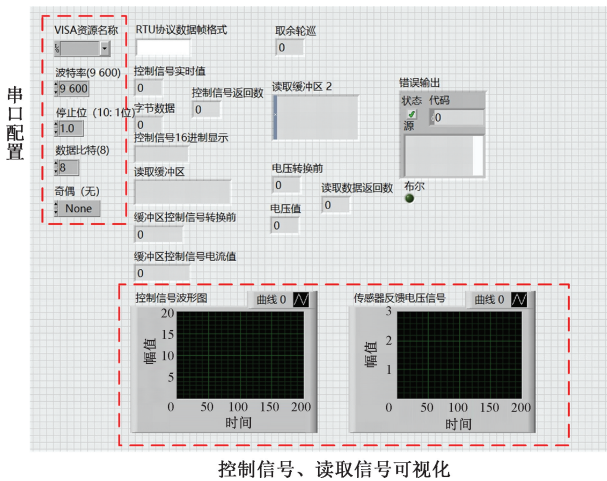 串口配置
VISA资源名称
波特率(9 600)
9 600
停止位（10: 1位）
1.0
数据比特(8)
8
奇偶（无）
None
RTU协议数据帧格式
控制信号实时值
0
控制信号返回数
0
字节数据
0
控制信号16进制显示
读取缓冲区
缓冲区控制信号转换前
0
缓冲区控制信号电流值
0
取余轮巡
0
读取缓冲区 2
电压转换前
0
读取数据返回数
0
电压值
0
错误输出
状态 代码
0
源
布尔
控制信号波形图
曲线 0
幅值
20
15
10
5
0 50 100 150 200
时间
传感器反馈电压信号
曲线 0
幅值
3
2
1
0 50 100 150 200
时间
控制信号、读取信号可视化